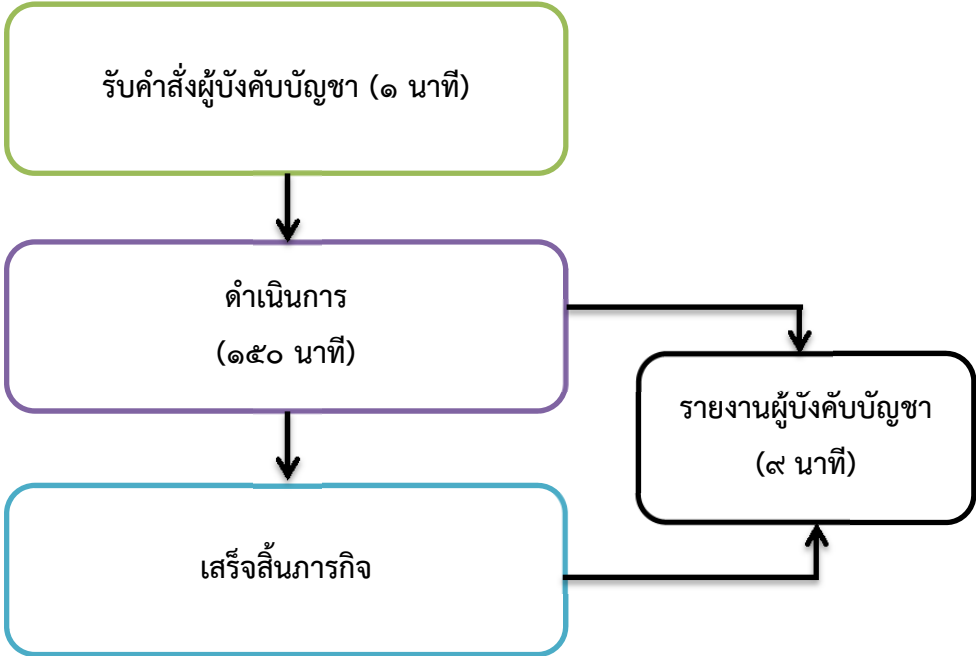 รับคำสั่งผู้บังคับบัญชา (๑ นาที)
ดำเนินการ
(๑๕๐ นาที)
รายงานผู้บังคับบัญชา
(๙ นาที)
เสร็จสิ้นภารกิจ